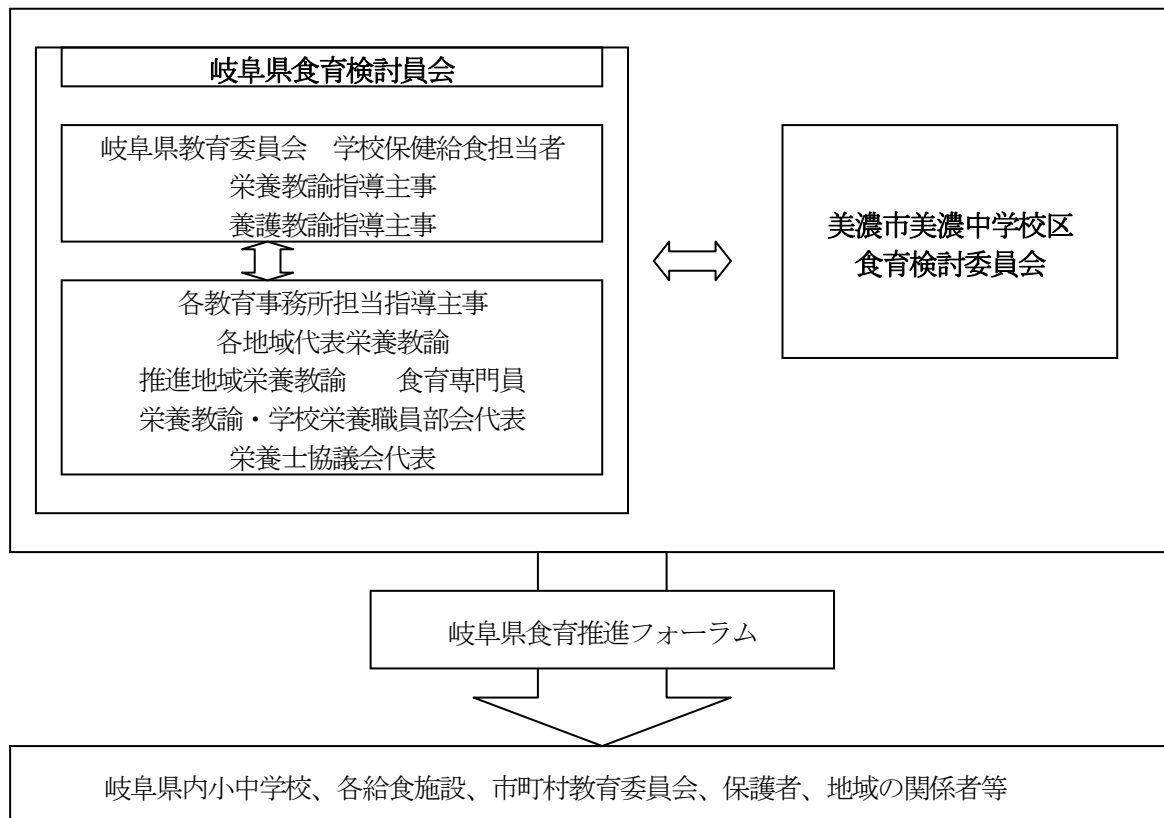 岐阜県食育検討員会
岐阜県教育委員会　学校保健給食担当者
栄養教諭指導主事
養護教諭指導主事
各教育事務所担当指導主事
各地域代表栄養教諭
推進地域栄養教諭　　食育専門員
栄養教諭・学校栄養職員部会代表
栄養士協議会代表
美濃市美濃中学校区
食育検討委員会
岐阜県食育推進フォーラム
岐阜県内小中学校、各給食施設、市町村教育委員会、保護者、地域の関係者等